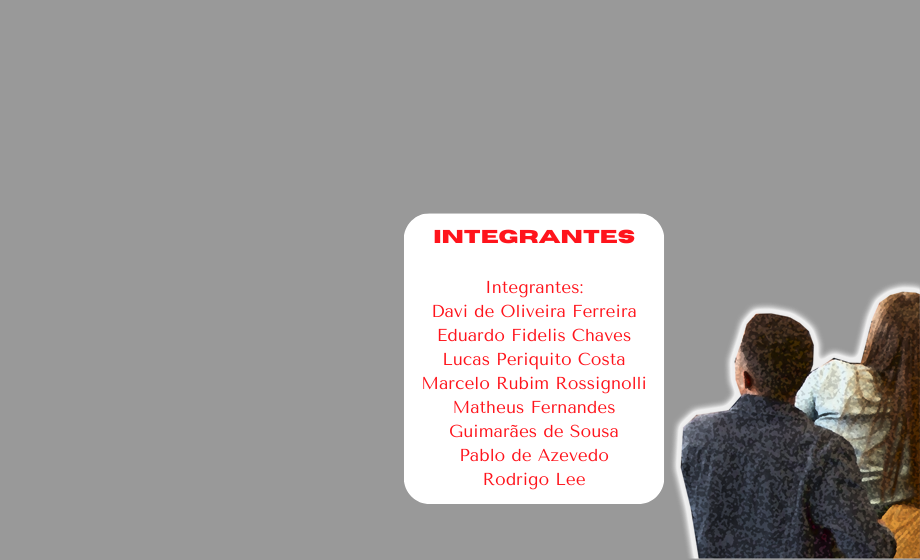 INTEGRANTES
Integrantes:
Davi de Oliveira Ferreira
Eduardo Fidelis Chaves
Lucas Periquito Costa
Marcelo Rubim Rossignolli
Matheus Fernandes
Guimarães de Sousa
Pablo de Azevedo
Rodrigo Lee